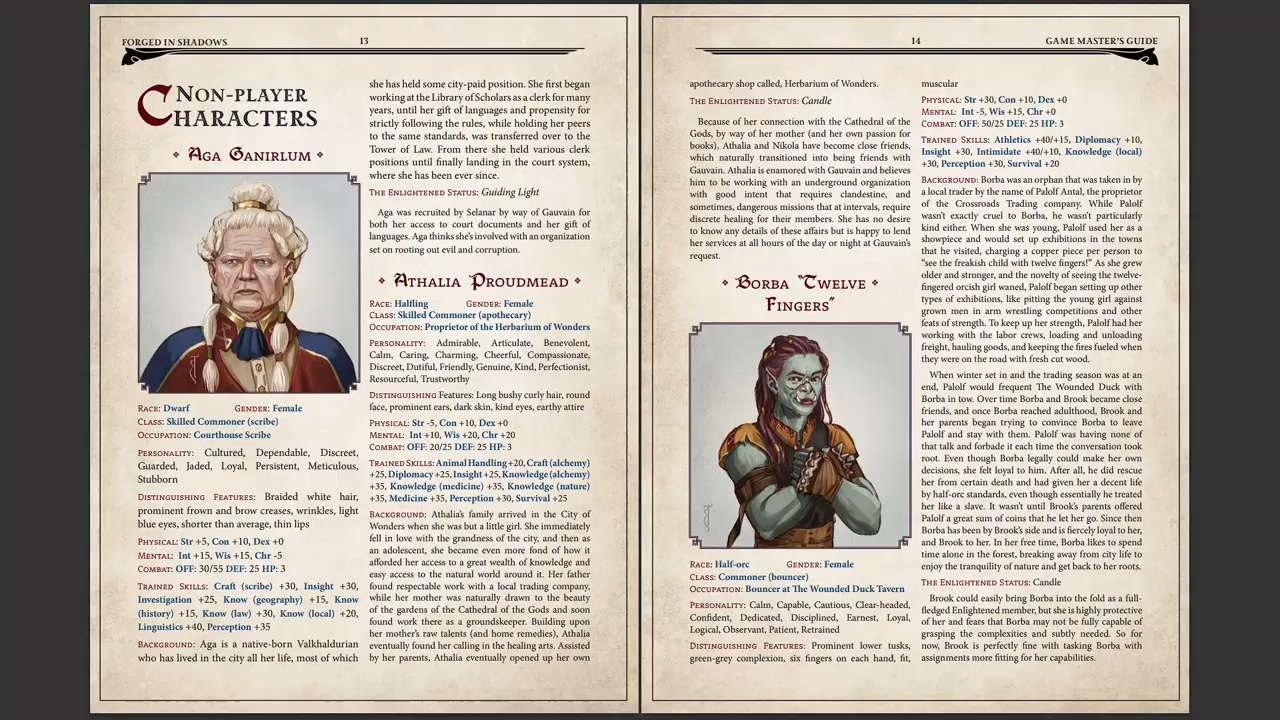 FORGED IN SHADOWS
13
NON-PLAYER
CHARACTERS
AGA GANIRLUM
RACE: Dwarf GENDER: Female
CLASS: Skilled Commoner (scribe)
OCCUPATION: Courthouse Scribe
PERSONALITY: Cultured, Dependable, Discreet,
Guarded, Jaded, Loyal, Persistent, Meticulous,
Stubborn
DISTINGUISHING FEATURES: Braided white hair,
prominent frown and brow creases, wrinkles, light
blue eyes, shorter than average, thin lips
PHYSICAL: Str +5, Con +10, Dex +0
MENTAL: Int +15, Wis +15, Chr -5
COMBAT: OFF: 30/55 DEF: 25 HP: 3
TRAINED SKILLS: Craft (scribe) +30, Insight +30,
Investigation +25, Know (geography) +15, Know
(history) +15, Know (law) +30, Know (local) +20,
Linguistics +40, Perception +35
BACKGROUND: Aga is a native-born Valkhaldurian
who has lived in the city all her life, most of which
she has held some city-paid position. She first began
working at the Library of Scholars as a clerk for many
years, until her gift of languages and propensity for
strictly following the rules, while holding her peers
to the same standards, was transferred over to the
Tower of Law. From there she held various clerk
positions until finally landing in the court system,
where she has been ever since.
THE ENLIGHTENED STATUS: Guiding Light
Aga was recruited by Selanar by way of Gauvain for
both her access to court documents and her gift of
languages. Aga thinks she's involved with an organization
set on rooting out evil and corruption.
ATHALIA PROUDMEAD
RACE: Halfling GENDER: Female
CLASS: Skilled Commoner (apothecary)
OCCUPATION: Proprietor of the Herbarium of Wonders
PERSONALITY: Admirable, Articulate, Benevolent,
Calm, Caring, Charming, Cheerful, Compassionate,
Discreet, Dutiful, Friendly, Genuine, Kind, Perfectionist,
Resourceful, Trustworthy
DISTINGUISHING Features: Long bushy curly hair, round
face, prominent ears, dark skin, kind eyes, earthy attire
PHYSICAL: Str -5, Con +10, Dex +0
MENTAL: Int +10, Wis +20, Chr +20
COMBAT: OFF: 20/25 DEF: 25 HP: 3
TRAINED SKILLS: Animal Handling +20, Craft (alchemy)
+25, Diplomacy +25, Insight +25, Knowledge (alchemy)
+35, Knowledge (medicine) +35, Knowledge (nature)
+35, Medicine +35, Perception +30, Survival +25
BACKGROUND: Athalia's family arrived in the City of
Wonders when she was but a little girl. She immediately
fell in love with the grandness of the city, and then as
an adolescent, she became even more fond of how it
afforded her access to a great wealth of knowledge and
easy access to the natural world around it. Her father
found respectable work with a local trading company,
while her mother was naturally drawn to the beauty
of the gardens of the Cathedral of the Gods and soon
found work there as a groundskeeper. Building upon
her mother's raw talents (and home remedies), Athalia
eventually found her calling in the healing arts. Assisted
by her parents, Athalia eventually opened up her own
14
GAME MASTER'S GUIDE
apothecary shop called, Herbarium of Wonders.
THE ENLIGHTENED STATUS: Candle
Because of her connection with the Cathedral of the
Gods, by way of her mother (and her own passion for
books), Athalia and Nikola have become close friends,
which naturally transitioned into being friends with
Gauvain. Athalia is enamored with Gauvain and believes
him to be working with an underground organization
with good intent that requires clandestine, and
sometimes, dangerous missions that at intervals, require
discrete healing for their members. She has no desire
to know any details of these affairs but is happy to lend
her services at all hours of the day or night at Gauvain's
request.
BORBA "TWELVE
FINGERS"
RACE: Half-orc GENDER: Female
CLASS: Commoner (bouncer)
OCCUPATION: Bouncer at The Wounded Duck Tavern
PERSONALITY: Calm, Capable, Cautious, Clear-headed,
Confident, Dedicated, Disciplined, Earnest, Loyal,
Logical, Observant, Patient, Retrained
DISTINGUISHING FEATURES: Prominent lower tusks,
green-grey complexion, six fingers on each hand, fit,
muscular
PHYSICAL: Str +30, Con +10, Dex +0
MENTAL: Int -5, Wis +15, Chr +0
COMBAT: OFF: 50/25 DEF: 25 HP: 3
TRAINED SKILLS: Athletics +40/+15, Diplomacy +10,
Insight +30, Intimidate +40/+10, Knowledge (local)
+30, Perception +30, Survival +20
BACKGROUND: Borba was an orphan that was taken in by
a local trader by the name of Palolf Antal, the proprietor
of the Crossroads Trading company. While Palolf
wasn't exactly cruel to Borba, he wasn't particularly
kind either. When she was young, Palolf used her as a
showpiece and would set up exhibitions in the towns
that he visited, charging a copper piece per person to
"see the freakish child with twelve fingers!" As she grew
older and stronger, and the novelty of seeing the twelve-
fingered orcish girl waned, Palolf began setting up other
types of exhibitions, like pitting the young girl against
grown men in arm wrestling competitions and other
feats of strength. To keep up her strength, Palolf had her
working with the labor crews, loading and unloading
freight, hauling goods, and keeping the fires fueled when
they were on the road with fresh cut wood.
When winter set in and the trading season was at an
end, Palolf would frequent The Wounded Duck with
Borba in tow. Over time Borba and Brook became close
friends, and once Borba reached adulthood, Brook and
her parents began trying to convince Borba to leave
Palolf and stay with them. Palolf was having none of
that talk and forbade it each time the conversation took
root. Even though Borba legally could make her own
decisions, she felt loyal to him. After all, he did rescue
her from certain death and had given her a decent life
by half-orc standards, even though essentially he treated
her like a slave. It wasn't until Brook's parents offered
Palolf a great sum of coins that he let her go. Since then
Borba has been by Brook's side and is fiercely loyal to her,
and Brook to her. In her free time, Borba likes to spend
time alone in the forest, breaking away from city life to
enjoy the tranquility of nature and get back to her roots.
THE ENLIGHTENED STATUS: Candle
Brook could easily bring Borba into the fold as a full-
fledged Enlightened member, but she is highly protective
of her and fears that Borba may not be fully capable of
grasping the complexities and subtly needed. So for
now, Brook is perfectly fine with tasking Borba with
assignments more fitting for her capabilities.